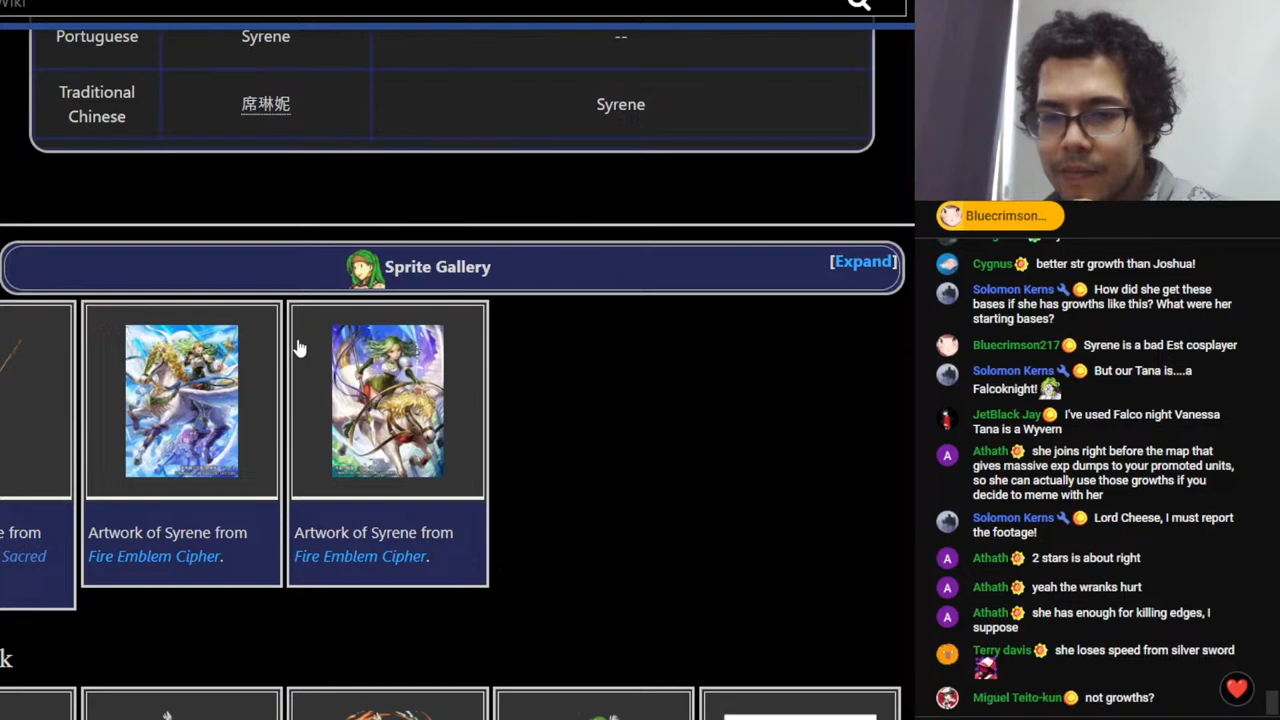 Wiki
Portuguese Syrene --
Traditional Chinese 席琳妮 Syrene
Sprite Gallery
[Expand]
e from
Sacred
Artwork of Syrene from
Fire Emblem Cipher.
Artwork of Syrene from
Fire Emblem Cipher.
k
Bluecrimson...
Cygnus better str growth than Joshua!
Solomon Kerns How did she get these
bases if she has growths like this? What were her
starting bases?
Bluecrimson217 Syrene is a bad Est cosplayer
Solomon Kerns But our Tana is....a
Falcoknight!
JetBlack Jay I've used Falco night Vanessa
Tana is a Wyvern
Athath she joins right before the map that
gives massive exp dumps to your promoted units,
so she can actually use those growths if you
decide to meme with her
Solomon Kerns Lord Cheese, I must report
the footage!
Athath 2 stars is about right
Athath yeah the wranks hurt
Athath she has enough for killing edges, I
suppose
Terry davis she loses speed from silver sword
Miguel Teito-kun not growths?